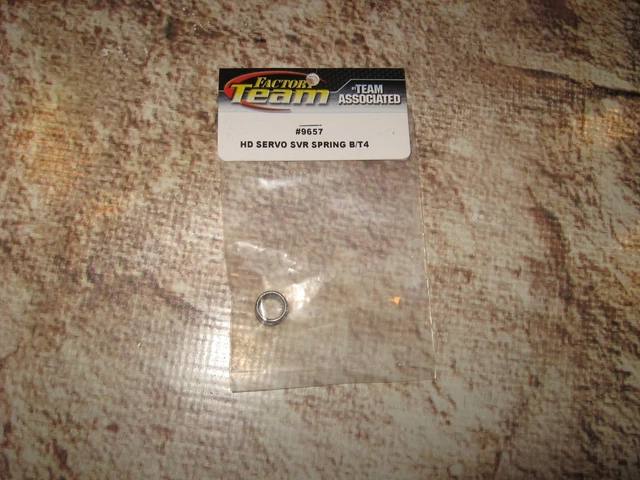 FACTORY
Team
BY TEAM
ASSOCIATED
#9657
HD SERVO SVR SPRING B/T4